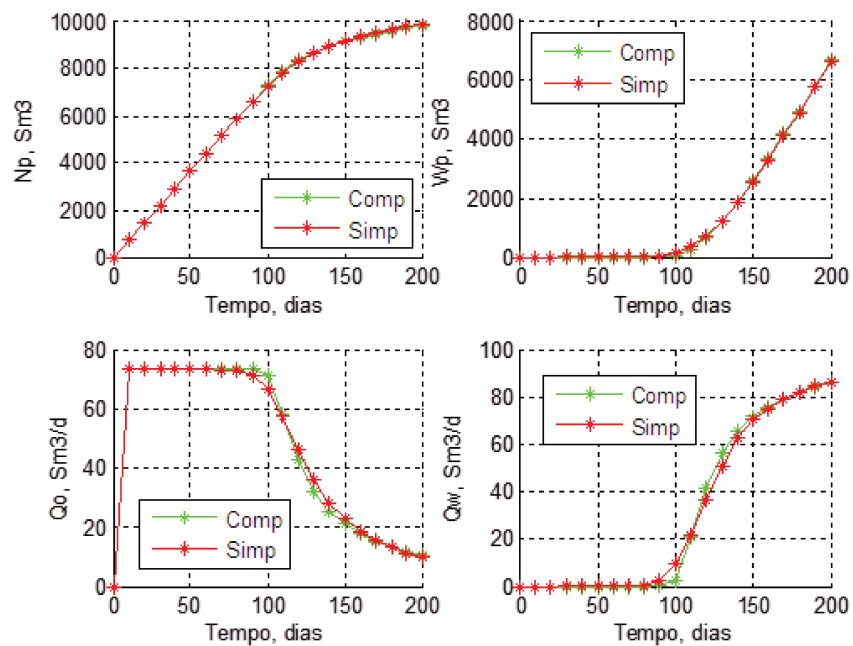 10000
8000
6000
4000
2000
0
Np, Sm3
Comp
Simp
0 50 100 150 200
Tempo, dias
8000
6000
4000
2000
0
Wp, Sm3
Comp
Simp
0 50 100 150 200
Tempo, dias
80
60
40
20
0
Qo, Sm3/d
Comp
Simp
0 50 100 150 200
Tempo, dias
100
80
60
40
20
0
Qw, Sm3/d
Comp
Simp
0 50 100 150 200
Tempo, dias